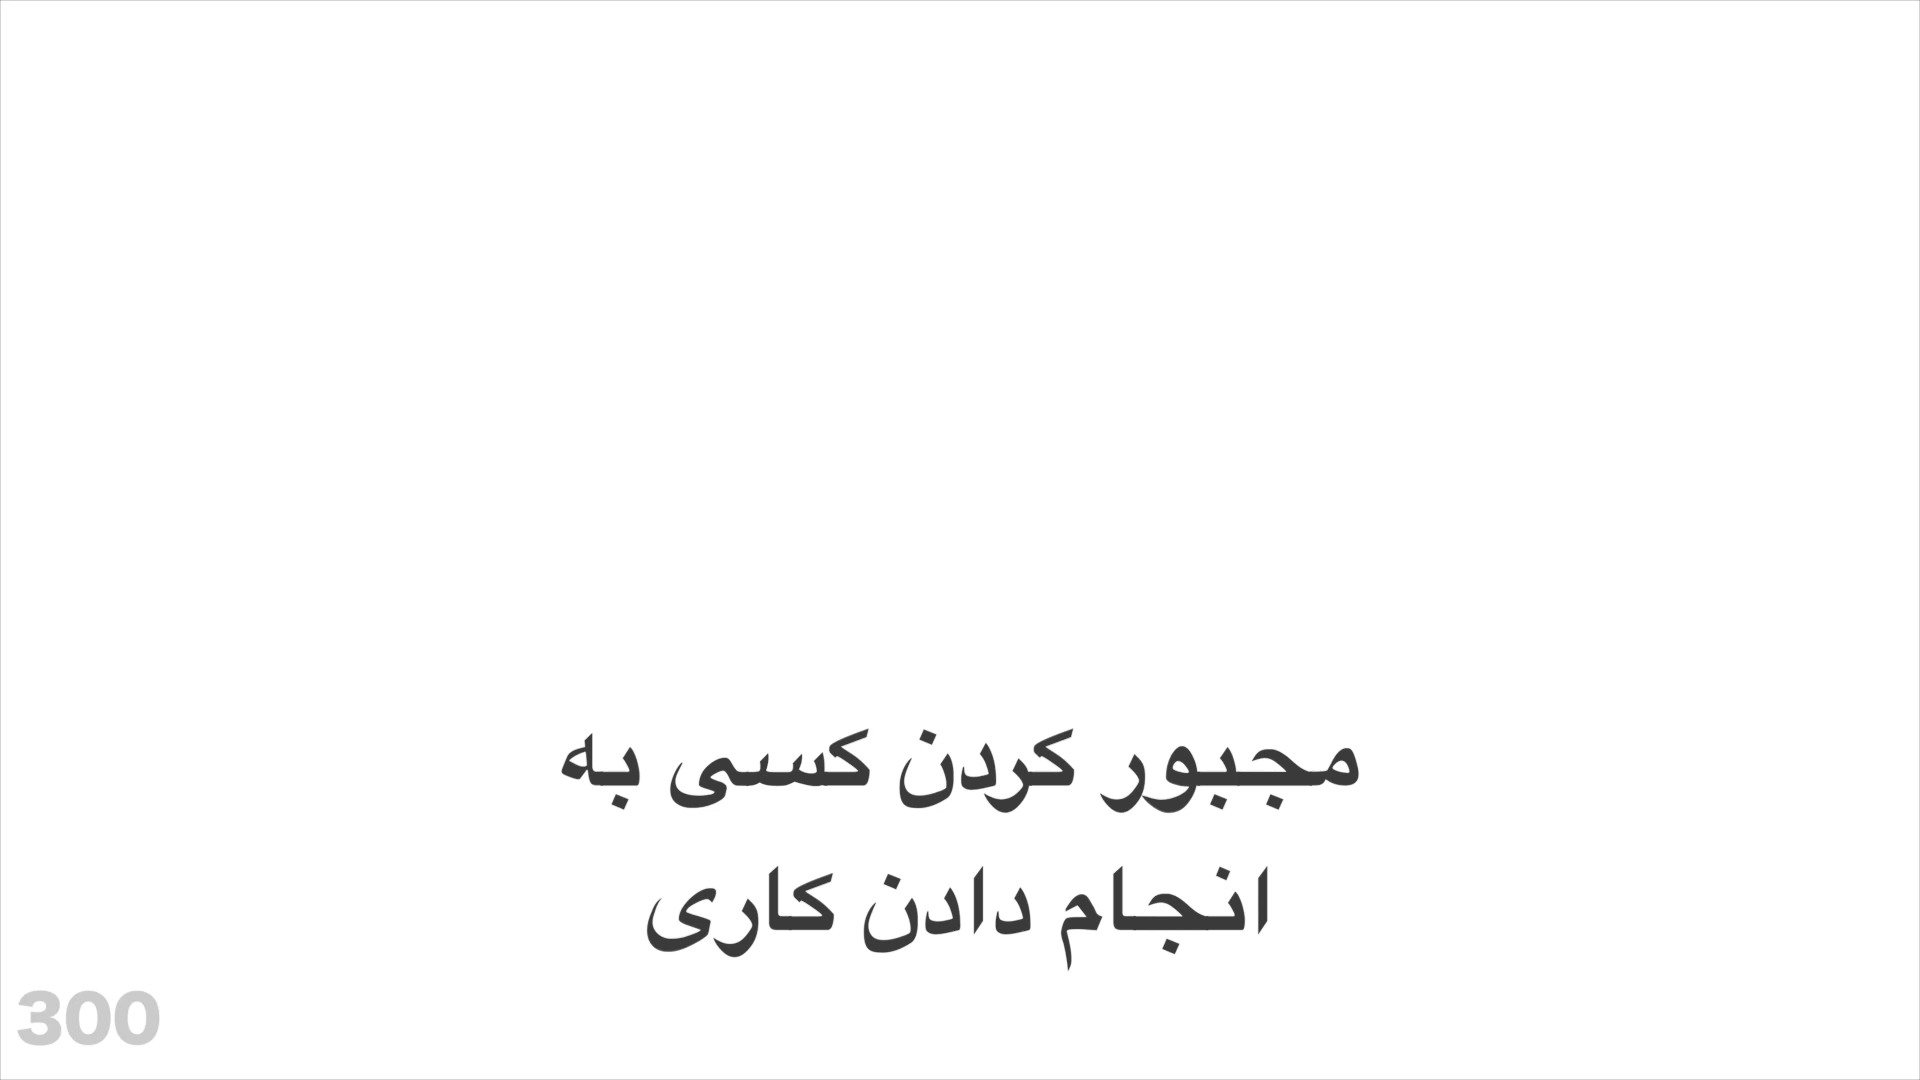 مجبور کردن کسی به
انجام دادن کاری
300